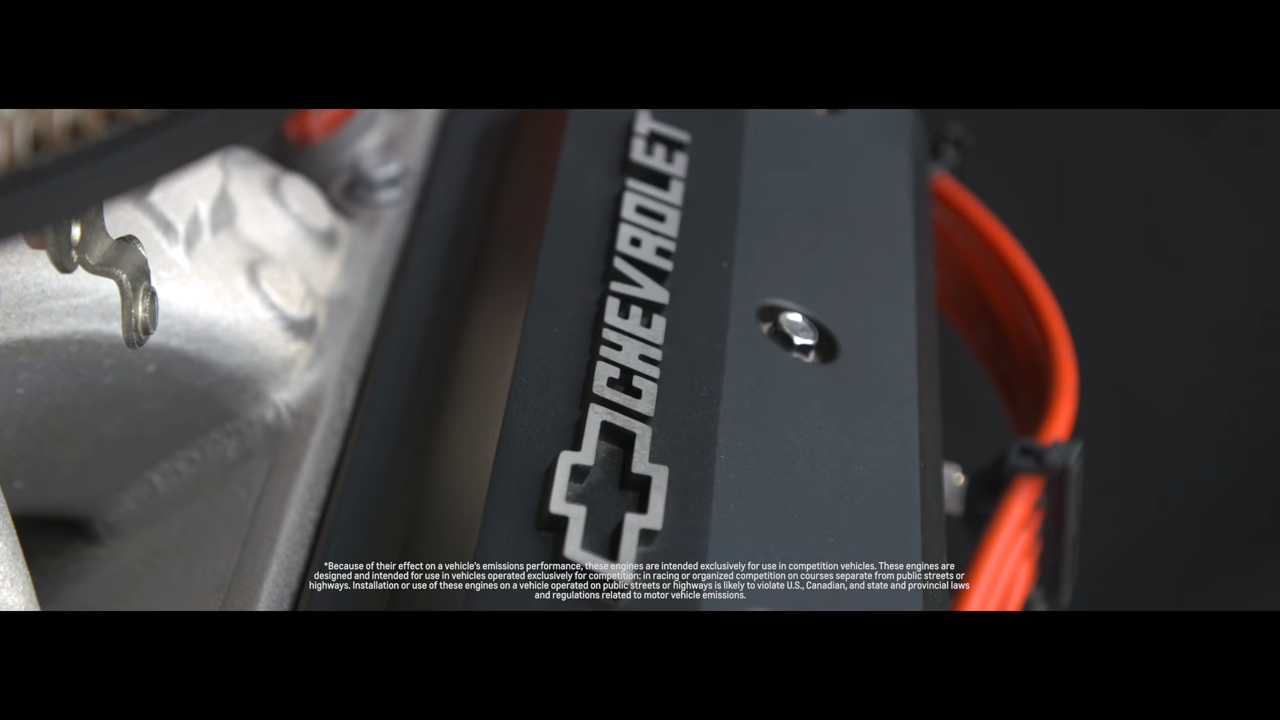 CHEVROLET
*Because of their effect on a vehicle's emissions performance, these engines are intended exclusively for use in competition vehicles. These engines are
designed and intended for use in vehicles operated exclusively for competition: in racing or organized competition on courses separate from public streets or
highways. Installation or use of these engines on a vehicle operated on public streets or highways is likely to violate U.S., Canadian, and state and provincial laws
and regulations related to motor vehicle emissions.